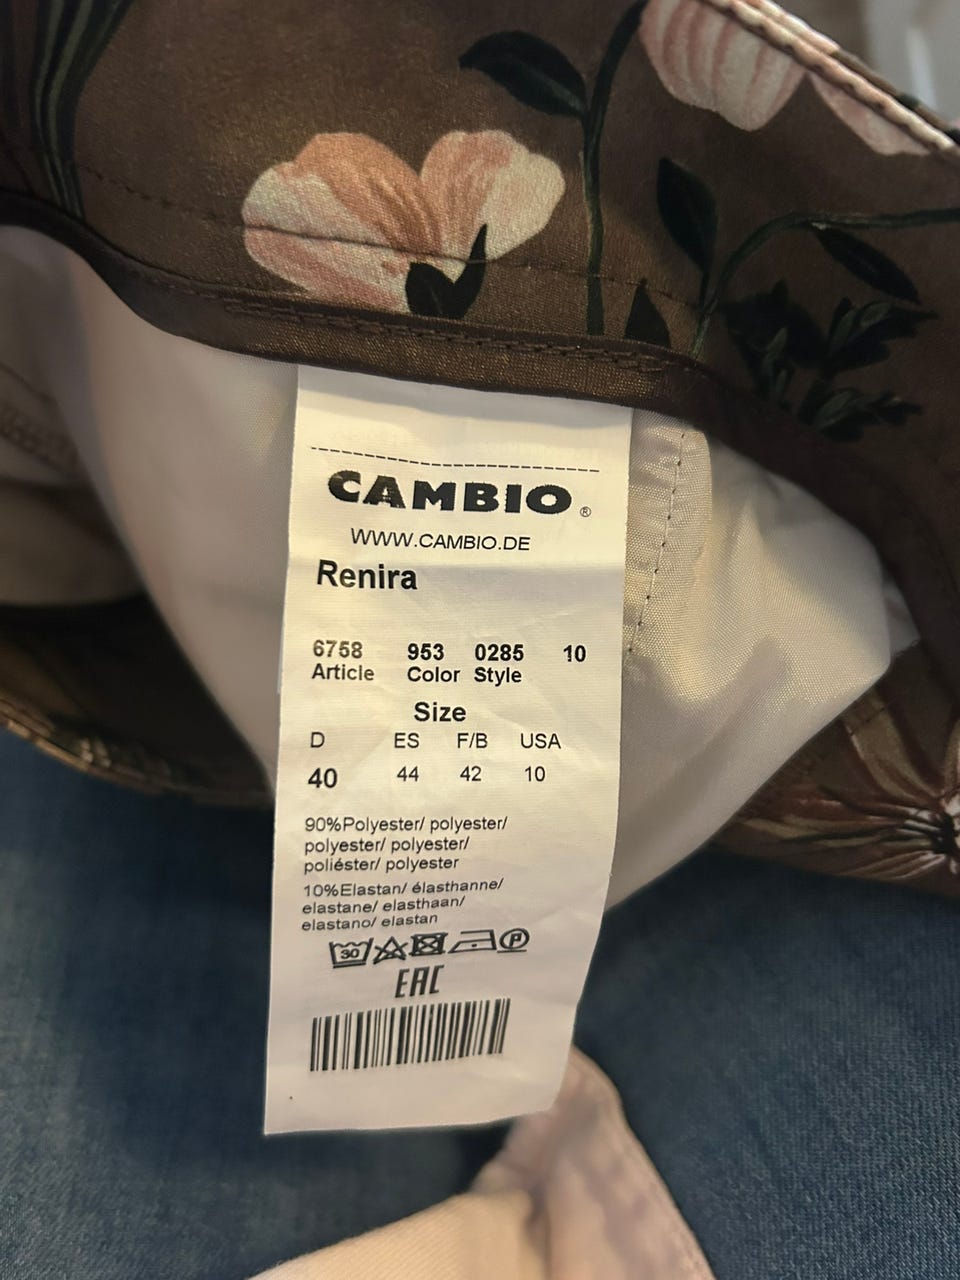 CAMBIO®
WWW.CAMBIO.DE
Renira
6758 953 0285 10
Article Color Style
Size
D ES F/B USA
40 44 42 10
90%Polyester/ polyester/
polyester/ polyester/
poliéster/ polyester
10%Elastan/ élasthanne/
elastane/ elasthaan/
elastano/ elastan
30 P
EAC